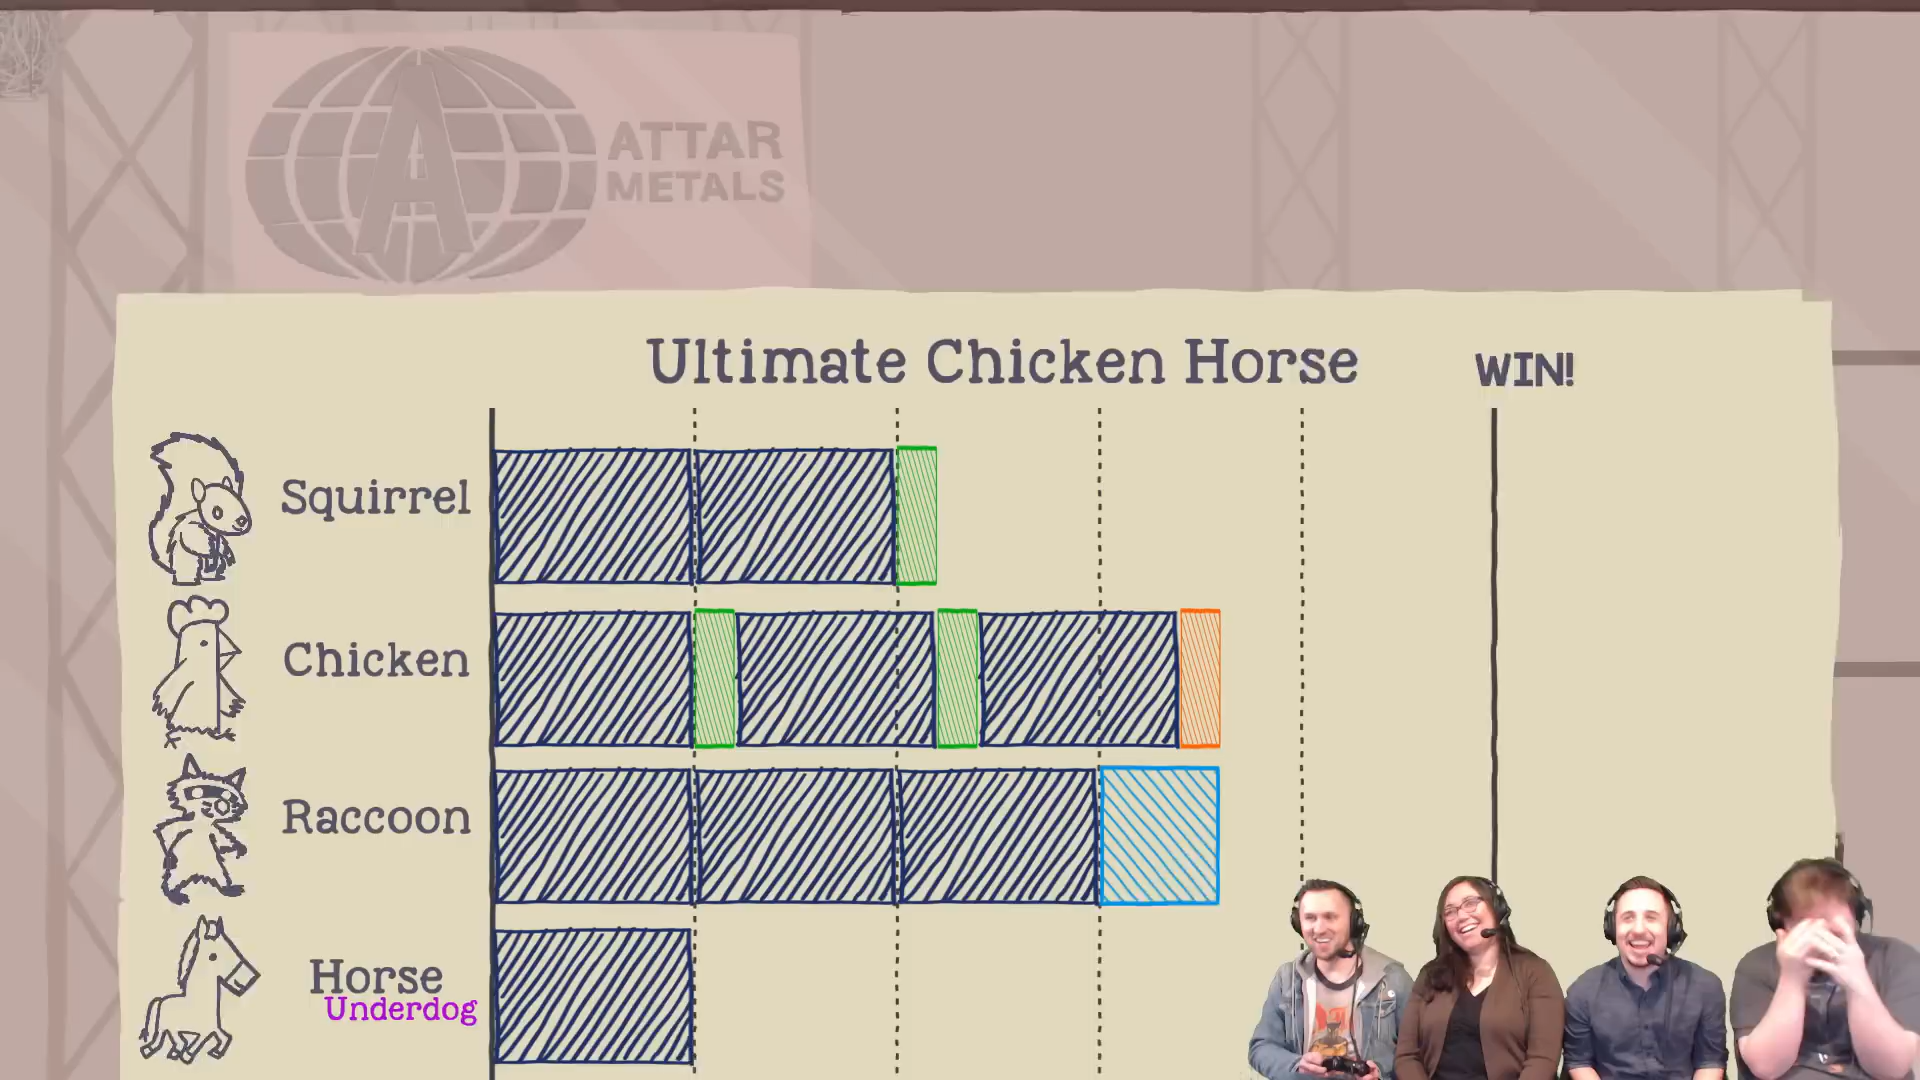 A
ATTAR
METALS
Ultimate Chicken Horse
WIN!
Squirrel
Chicken
Raccoon
Horse
Underdog